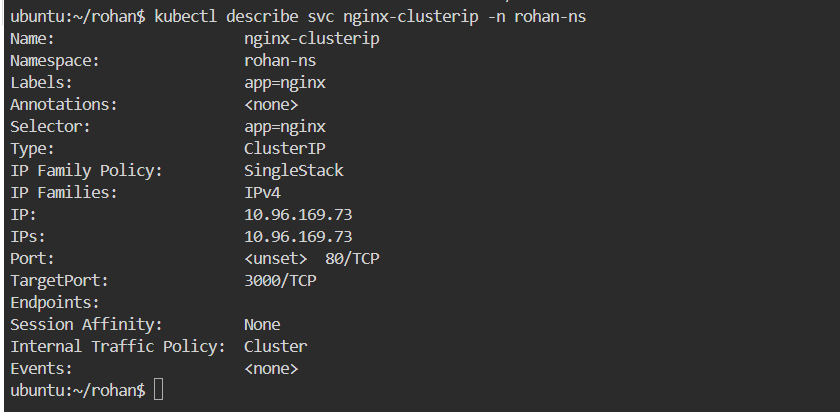 ubuntu:~/rohan$ kubectl describe svc nginx-clusterip -n rohan-ns
Name:                     nginx-clusterip
Namespace:                rohan-ns
Labels:                   app=nginx
Annotations:              <none>
Selector:                 app=nginx
Type:                     ClusterIP
IP Family Policy:         SingleStack
IP Families:              IPv4
IP:                       10.96.169.73
IPs:                      10.96.169.73
Port:                     <unset>  80/TCP
TargetPort:               3000/TCP
Endpoints:
Session Affinity:         None
Internal Traffic Policy:  Cluster
Events:                   <none>
ubuntu:~/rohan$